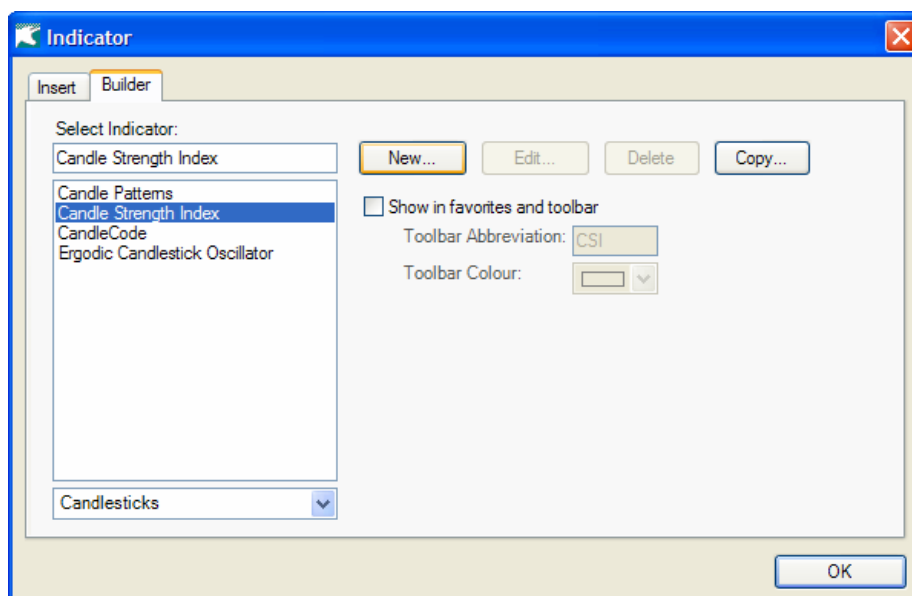 Indicator
Insert
Builder
Select Indicator:
Candle Strength Index
New...
Edit...
Delete
Copy...
Candle Patterns
Candle Strength Index
CandleCode
Ergodic Candlestick Oscillator
Show in favorites and toolbar
Toolbar Abbreviation: CSI
Toolbar Colour:
Candlesticks
OK